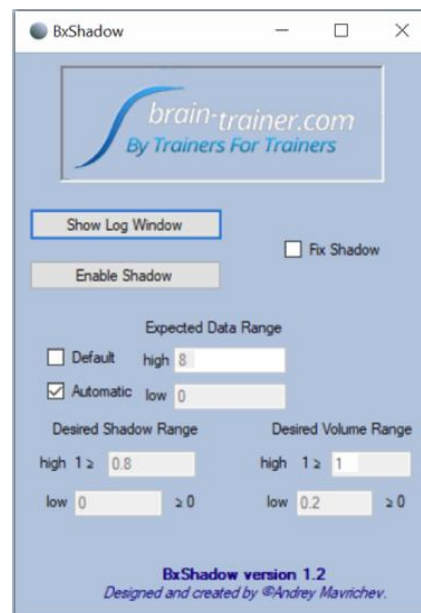 BxShadow
brain-trainer.com
By Trainers For Trainers
Show Log Window
Fix Shadow
Enable Shadow
Expected Data Range
Default high 8
Automatic low 0
Desired Shadow Range Desired Volume Range
high 1 ≥ 0.8 high 1 ≥ 1
low 0 ≥ 0 low 0.2 ≥ 0
BxShadow version 1.2
Designed and created by ©Andrey Mavrichev.